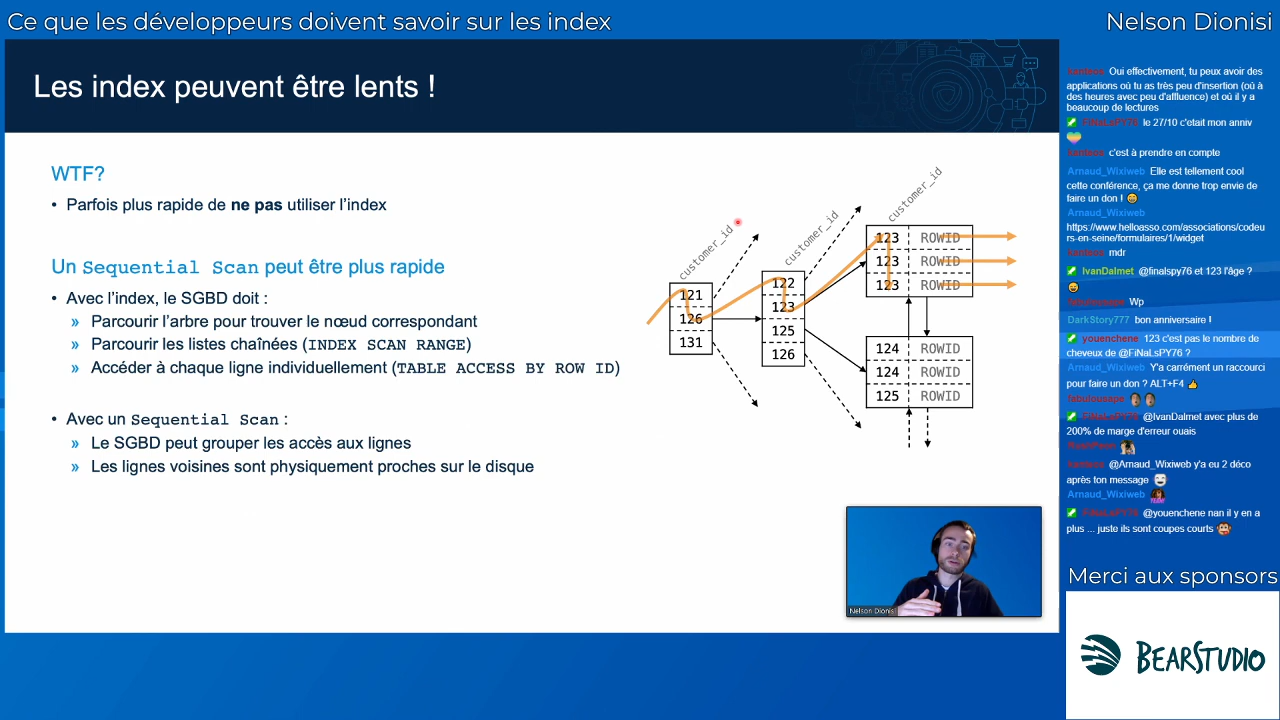 Ce que les développeurs doivent savoir sur les index
Nelson Dionisi
Les index peuvent être lents !
WTF?
• Parfois plus rapide de ne pas utiliser l'index
Un Sequential Scan peut être plus rapide
• Avec l'index, le SGBD doit :
» Parcourir l'arbre pour trouver le nœud correspondant
» Parcourir les listes chaînées (INDEX SCAN RANGE)
» Accéder à chaque ligne individuellement (TABLE ACCESS BY ROW ID)
• Avec un Sequential Scan :
» Le SGBD peut grouper les accès aux lignes
» Les lignes voisines sont physiquement proches sur le disque
customer_id
121
126
131
customer_id
122
123
125
126
customer_id
123 ROWID
123 ROWID
123 ROWID
124 ROWID
124 ROWID
125 ROWID
Nelson Dionisi
Oui effectivement, tu peux avoir des
applications où tu as très peu d'insertion (où à
des heures avec peu d'affluence) et où il y a
beaucoup de lectures
FiNaLsPY76 le 27/10 c'etait mon anniv
c'est à prendre en compte
Arnaud_Wixiweb Elle est tellement cool
cette conférence, ça me donne trop envie de
faire un don !
Arnaud_Wixiweb
https://www.helloasso.com/associations/codeu
rs-en-seine/formulaires/1/widget
mdr
IvanDalmet @finalspy76 et 123 l'âge ?
fabulousapa Wp
DarkStory777 bon anniversaire !
youenchene 123 c'est pas le nombre de
cheveux de @FiNaLsPY76 ?
Arnaud_Wixiweb Y'a carrément un raccourci
pour faire un don ? ALT+F4
fabulousapa
FiNaLsPY76 @IvanDalmet avec plus de
200% de marge d'erreur ouais
@Arnaud_Wixiweb y'a eu 2 déco
après ton message
Arnaud_Wixiweb
FiNaLsPY76 @youenchene nan il y en a
plus ... juste ils sont coupes courts
Merci aux sponsors
BEARSTUDIO